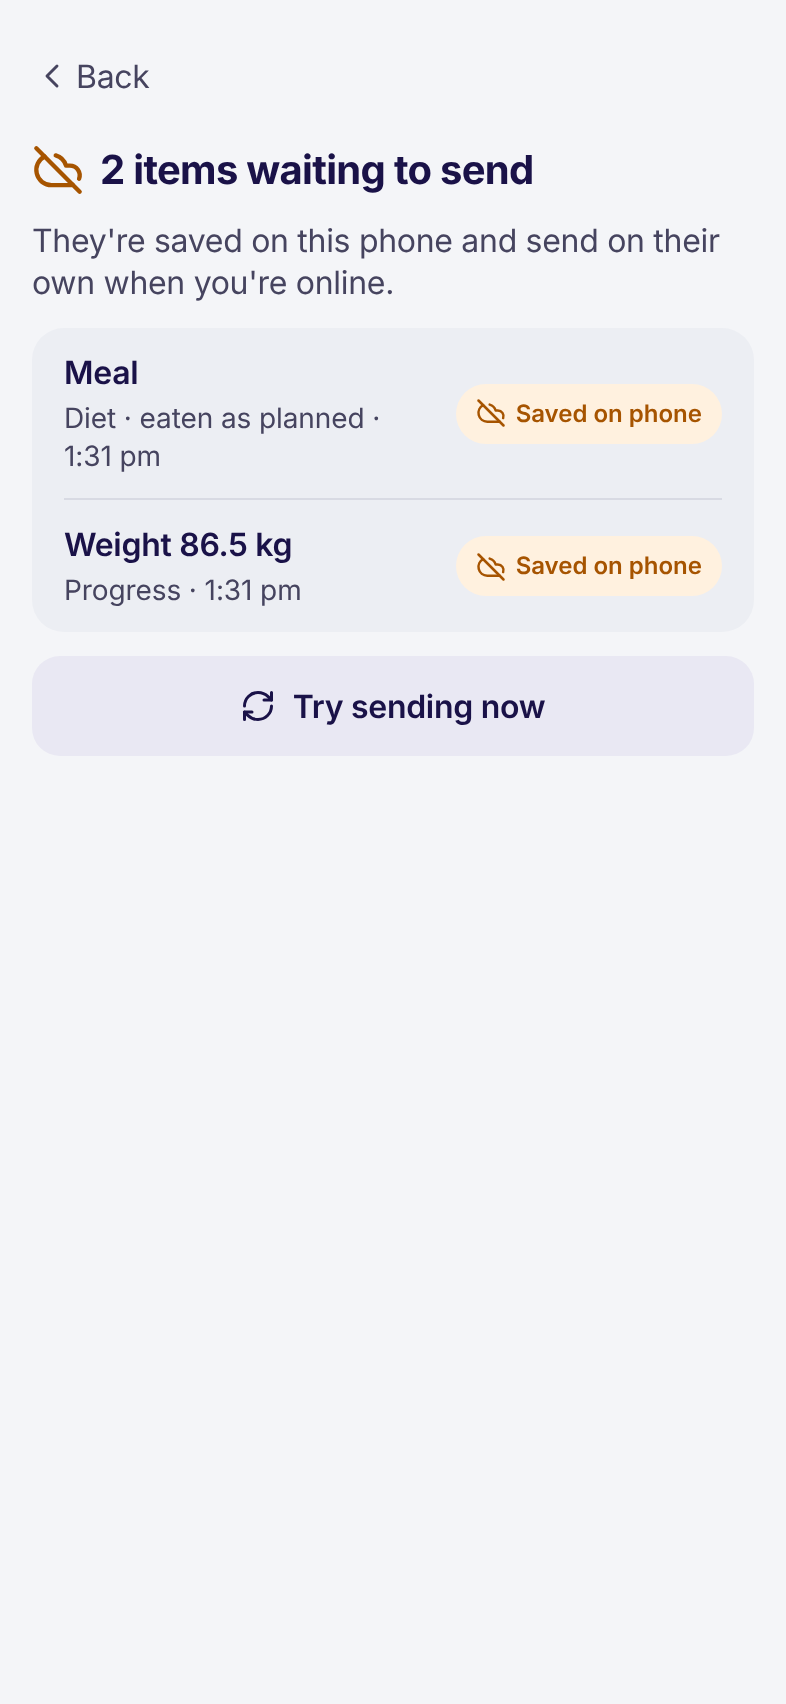 Back
2 items waiting to send
They're saved on this phone and send on their
own when you're online.
Meal
Diet · eaten as planned ·
1:31 pm
Saved on phone
Weight 86.5 kg
Progress · 1:31 pm
Saved on phone
Try sending now